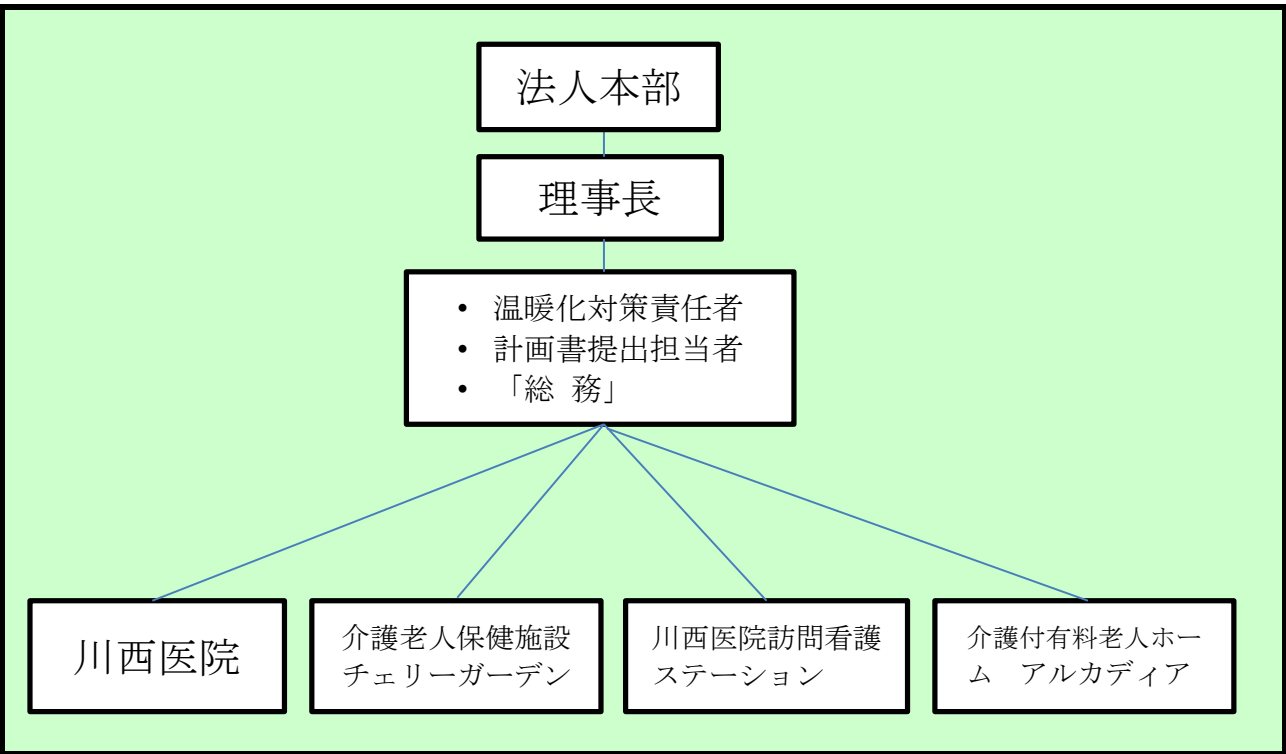 法人本部
理事長
• 温暖化対策責任者
• 計画書提出担当者
• 「総 務」
川西医院
介護老人保健施設
チェリーガーデン
川西医院訪問看護
ステーション
介護付有料老人ホー
ム　アルカディア